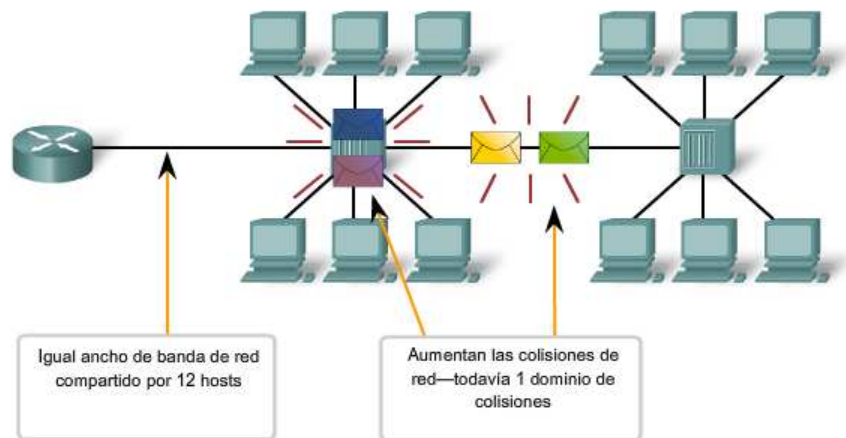 Igual ancho de banda de red
compartido por 12 hosts
Aumentan las colisiones de
red—todavía 1 dominio de
colisiones